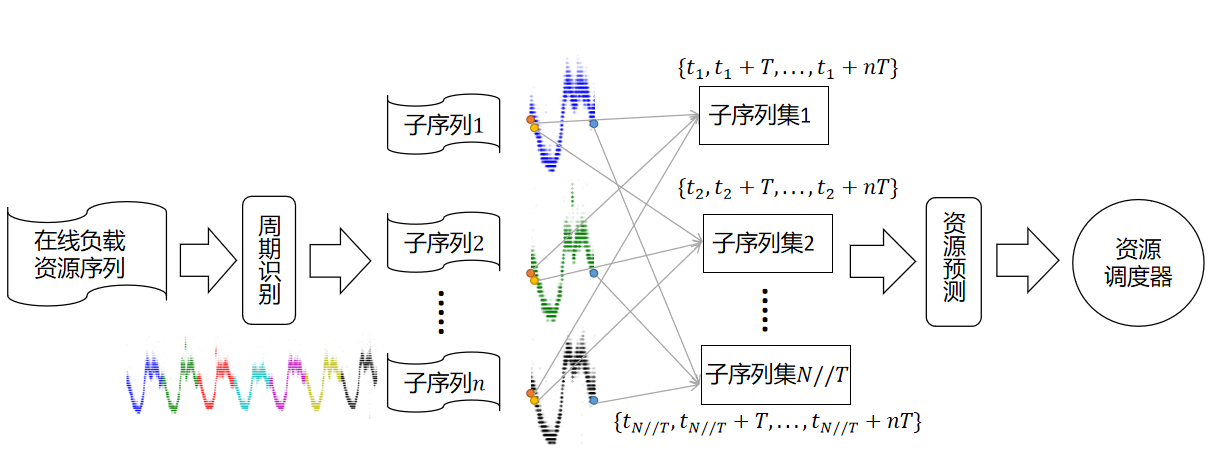 在线负载
资源序列
周期识别
子序列1
子序列2
子序列n
{t₁, t₁ + T, . . . , t₁ + nT}
子序列集1
{t₂, t₂ + T, . . . , t₂ + nT}
子序列集2
子序列集N//T
{t_{N//T}, t_{N//T} + T, . . . , t_{N//T} + nT}
资源预测
资源
调度器